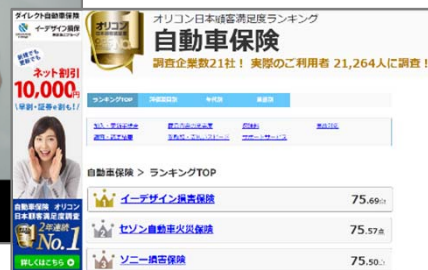 ダイレクト自動車保険
イーデザイン損保
ネット割引
10,000円
自動車保険 オリコン
日本顧客満足度調査
2年連続
No.1
詳しくはこちら
オリコン
オリコン日本顧客満足度ランキング
自動車保険
調査企業数21社！ 実際のご利用者 21,264人に調査！
ランキングTOP
自動車保険 > ランキングTOP
イーデザイン損害保険
75.69点
セゾン自動車火災保険
75.57点
ソニー損害保険
75.50点